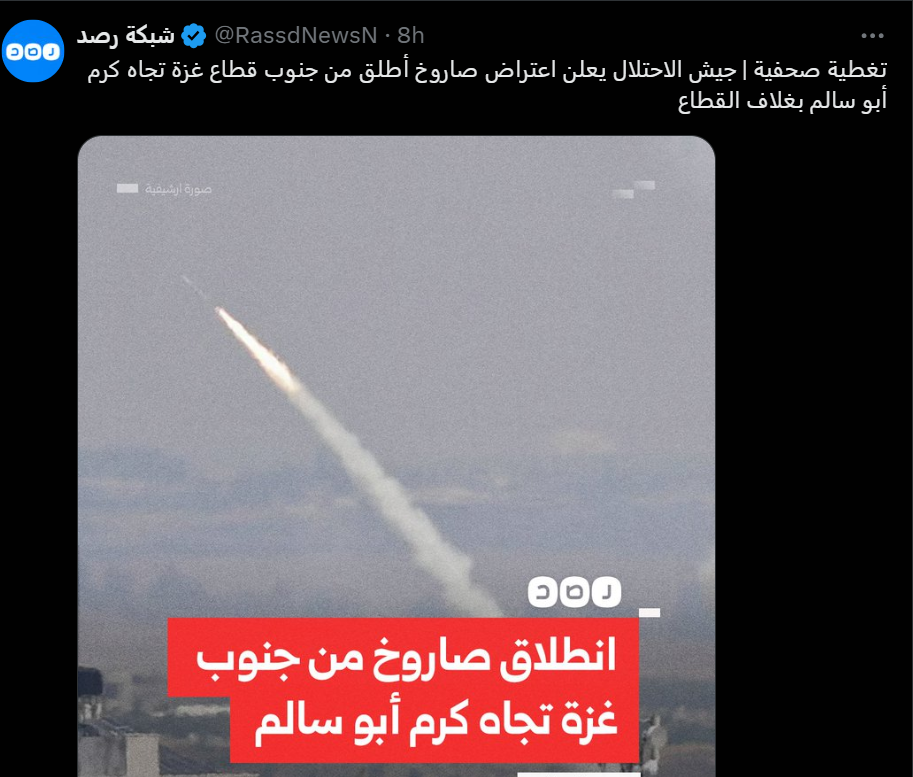 شبكة رصد @RassdNewsN · 8h
تغطية صحفية | جيش الاحتلال يعلن اعتراض صاروخ أطلق من جنوب قطاع غزة تجاه كرم
أبو سالم بغلاف القطاع
صورة أرشيفية
رصد
انطلاق صاروخ من جنوب
غزة تجاه كرم أبو سالم